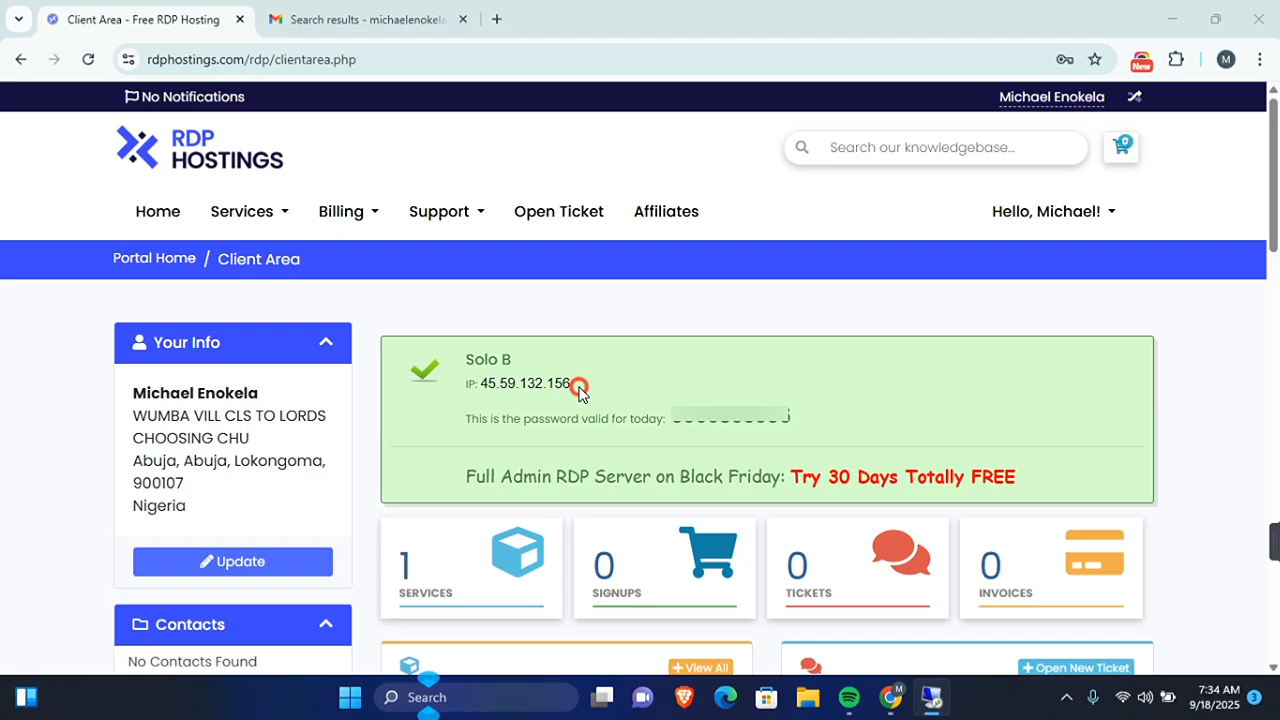 Client Area - Free RDP Hosting
Search results - michaelenokela
rdphostings.com/rdp/clientarea.php
New
M
No Notifications
Michael Enokela
RDP
HOSTINGS
Search our knowledgebase...
0
Home
Services
Billing
Support
Open Ticket
Affiliates
Hello, Michael!
Portal Home / Client Area
Your Info
Michael Enokela
WUMBA VILL CLS TO LORDS
CHOOSING CHU
Abuja, Abuja, Lokongoma,
900107
Nigeria
Update
Contacts
No Contacts Found
Solo B
IP: 45.59.132.156
This is the password valid for today:
Full Admin RDP Server on Black Friday: Try 30 Days Totally FREE
1
SERVICES
0
SIGNUPS
0
TICKETS
0
INVOICES
+ View All
+ Open New Ticket
Search
M
7:34 AM
9/18/2025
3